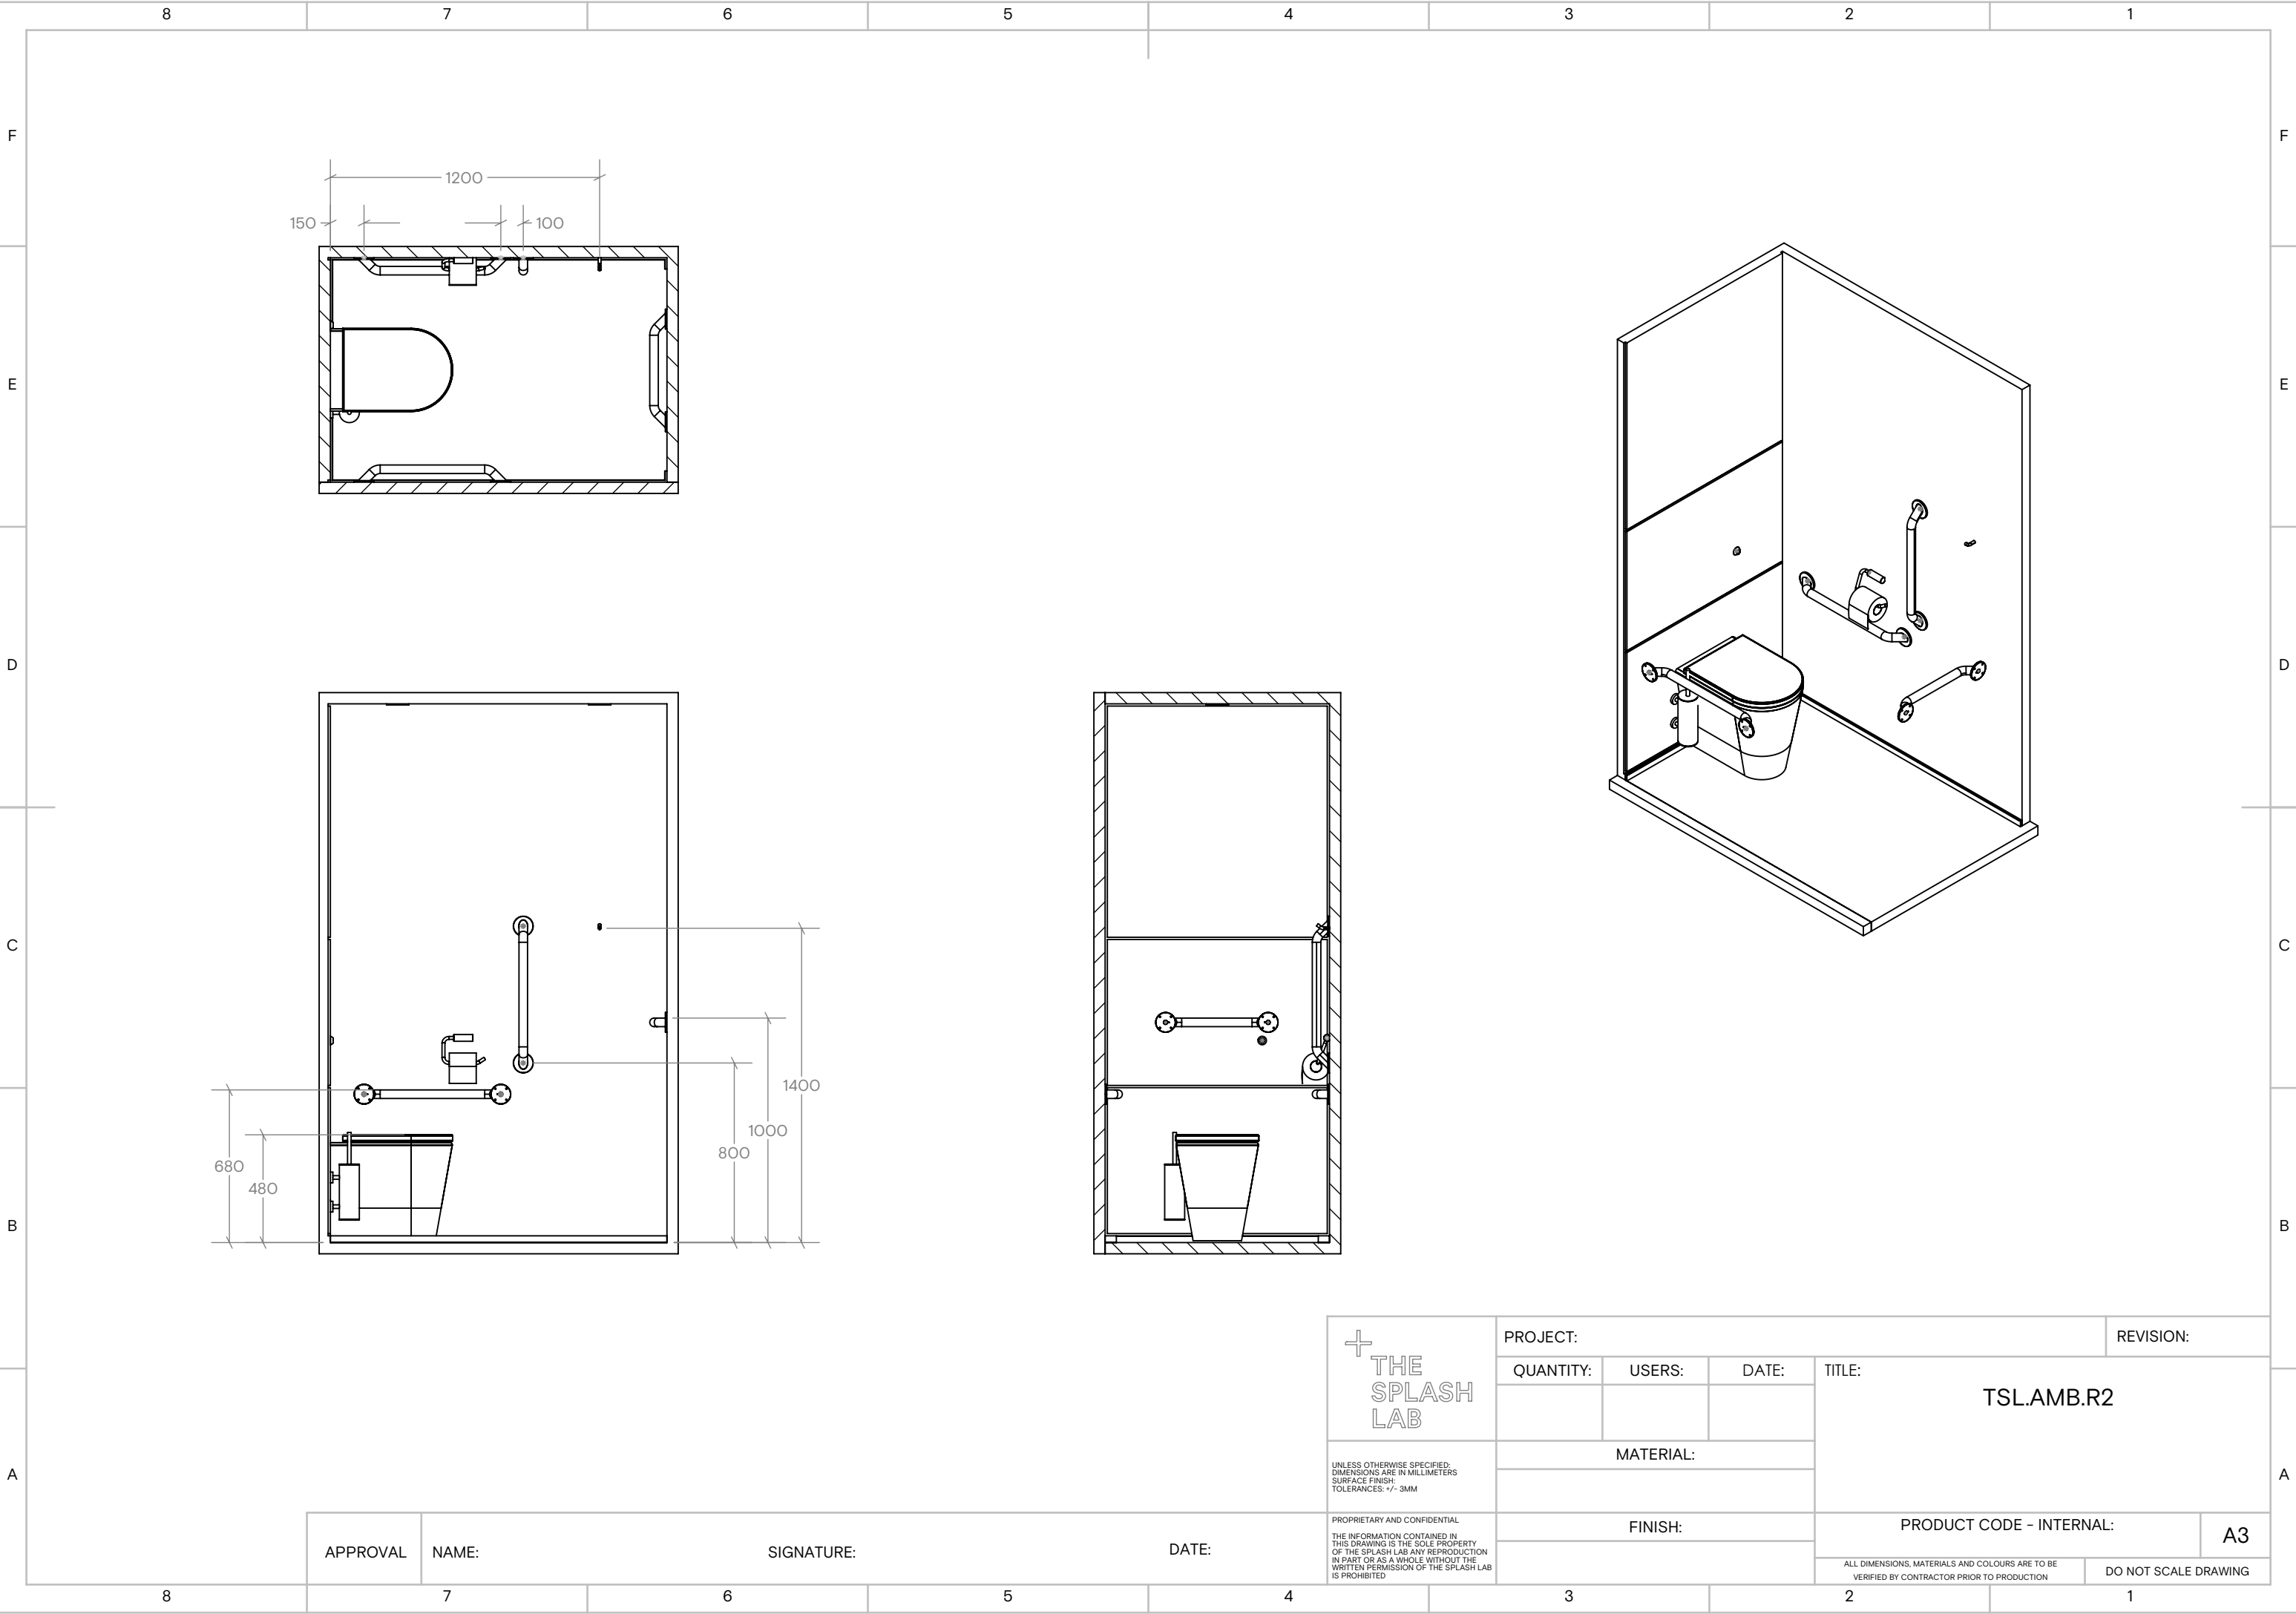 8 7 6 5 4 3 2 1
F F
1200
150 100
E E
D D
C C
1400
1000
800
680
480
B B
THE
SPLASH
LAB
PROJECT:
REVISION:
QUANTITY:
USERS:
DATE:
TITLE:
TSL.AMB.R2
MATERIAL:
UNLESS OTHERWISE SPECIFIED:
DIMENSIONS ARE IN MILLIMETERS
SURFACE FINISH:
TOLERANCES: +/- 3MM
A A
PROPRIETARY AND CONFIDENTIAL
THE INFORMATION CONTAINED IN
THIS DRAWING IS THE SOLE PROPERTY
OF THE SPLASH LAB ANY REPRODUCTION
IN PART OR AS A WHOLE WITHOUT THE
WRITTEN PERMISSION OF THE SPLASH LAB
IS PROHIBITED
FINISH:
PRODUCT CODE - INTERNAL:
A3
ALL DIMENSIONS, MATERIALS AND COLOURS ARE TO BE
VERIFIED BY CONTRACTOR PRIOR TO PRODUCTION
DO NOT SCALE DRAWING
APPROVAL
NAME:
SIGNATURE:
DATE:
8 7 6 5 4 3 2 1